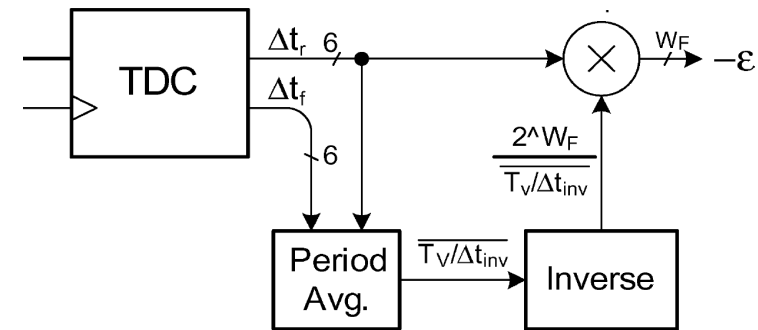 TDC
Δtr
6
Δtf
6
WF
−ε
2^WF
Tv/Δtinv
TV/Δtinv
Period
Avg.
Inverse